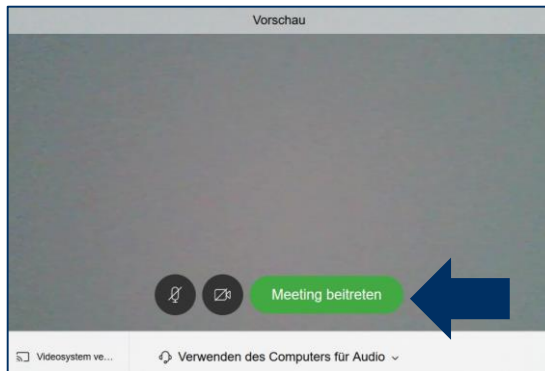 Vorschau
Meeting beitreten
Videosystem ve...
Verwenden des Computers für Audio